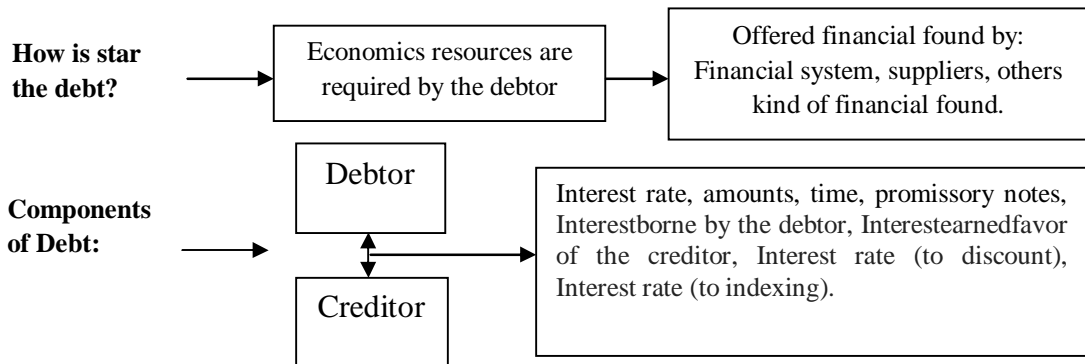 How is star
the debt?
Economics resources are
required by the debtor
Offered financial found by:
Financial system, suppliers, others
kind of financial found.
Components
of Debt:
Debtor
Creditor
Interest rate, amounts, time, promissory notes,
Interestborne by the debtor, Interestearnedfavor
of the creditor, Interest rate (to discount),
Interest rate (to indexing).